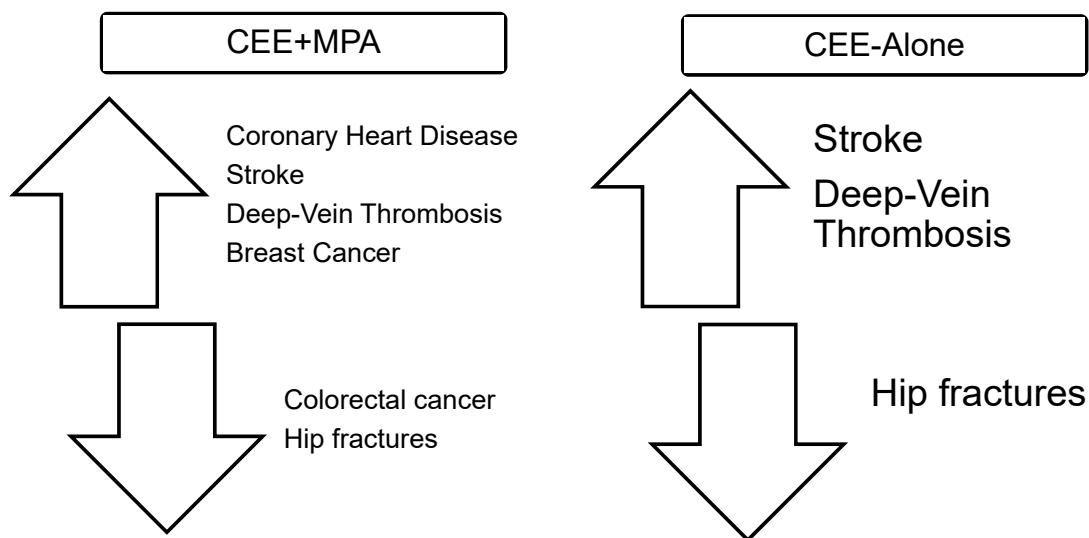 CEE+MPA
Coronary Heart Disease
Stroke
Deep-Vein Thrombosis
Breast Cancer
Colorectal cancer
Hip fractures
CEE-Alone
Stroke
Deep-Vein
Thrombosis
Hip fractures